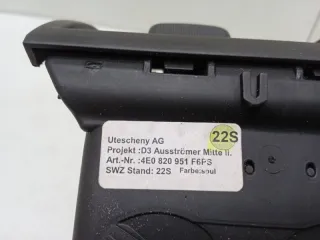 Utescheny AG
Projekt :D3 Ausströmer Mitte li.
Art.-Nr. :4E0 820 951 F6PS
SWZ Stand: 22S Farbe:soul
22S